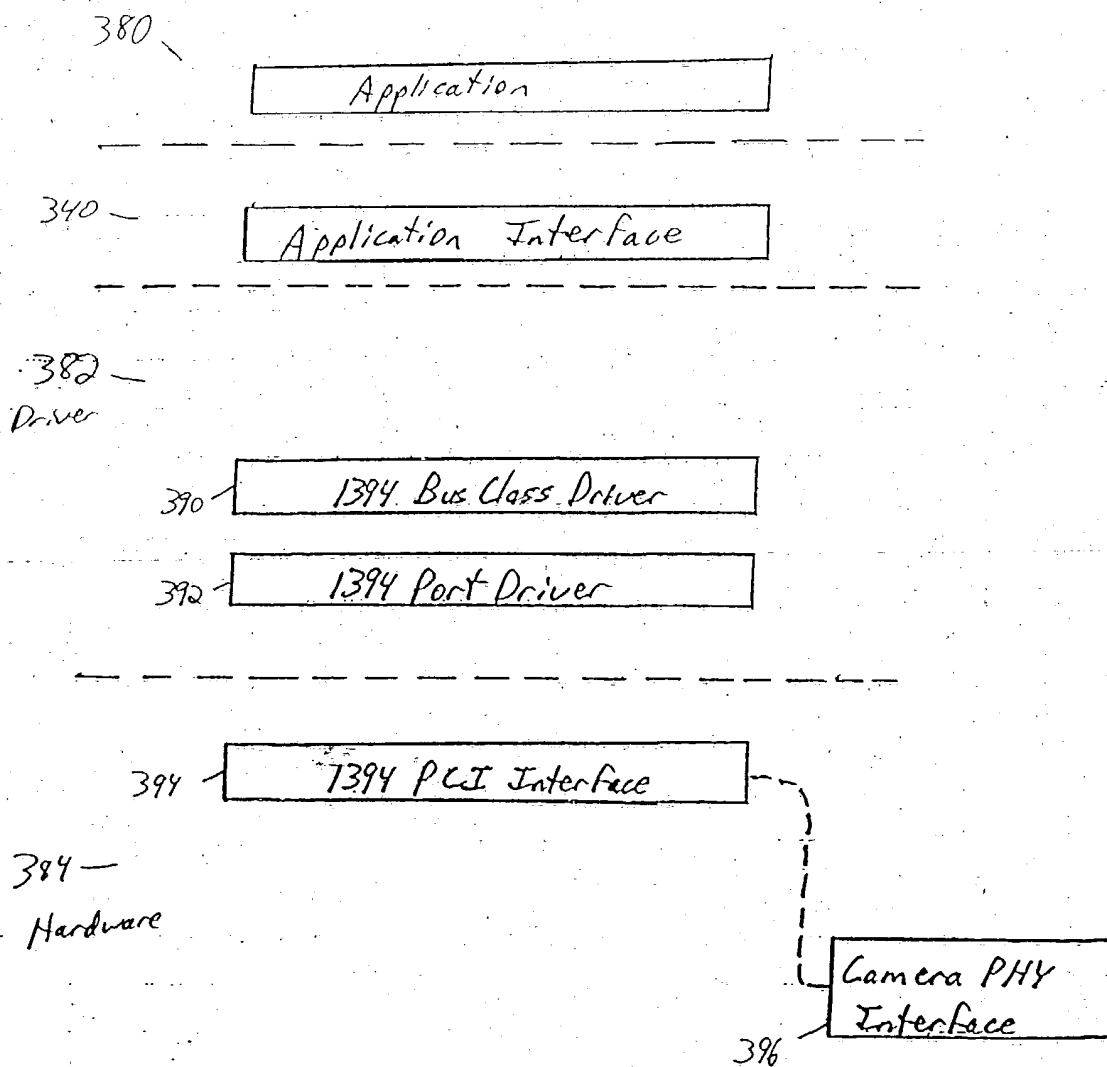 380
Application
340
Application Interface
382
Driver
390
1394 Bus Class Driver
392
1394 Port Driver
394
1394 PCI Interface
384
Hardware
Camera PHY
Interface
396